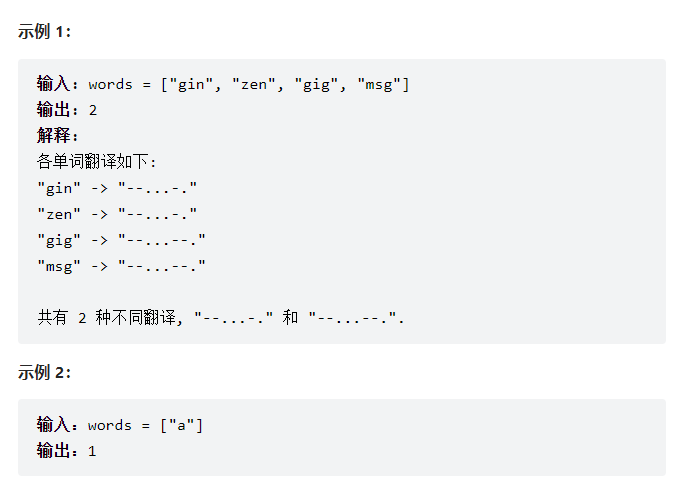 示例 1：
输入：words = ["gin", "zen", "gig", "msg"]
输出：2
解释：
各单词翻译如下:
"gin" -> "--...-."
"zen" -> "--...-."
"gig" -> "--...--."
"msg" -> "--...--."
共有 2 种不同翻译, "--...-." 和 "--...--.".
示例 2：
输入：words = ["a"]
输出：1